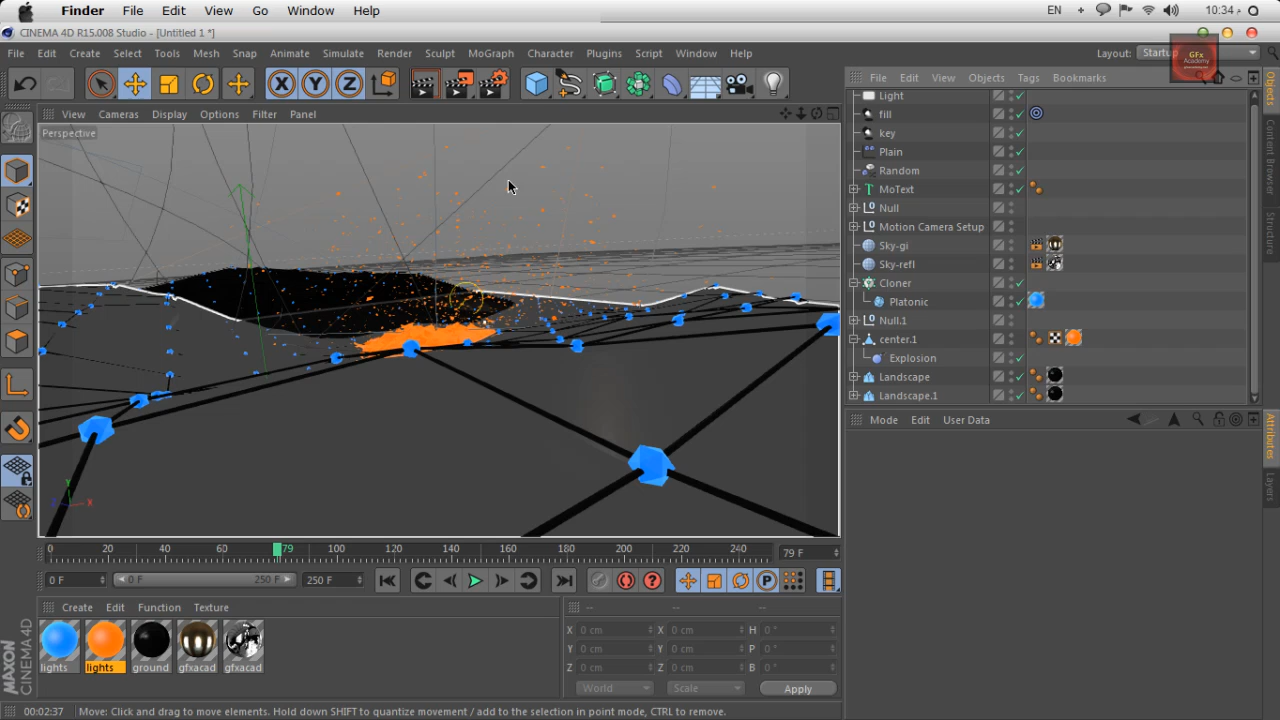 Finder File Edit View Go Window Help EN 10:34
CINEMA 4D R15.008 Studio - [Untitled 1 *]
File Edit Create Select Tools Mesh Snap Animate Simulate Render Sculpt MoGraph Character Plugins Script Window Help Layout: Startup
GFx
Academy
X Y Z
File Edit View Objects Tags Bookmarks
View Cameras Display Options Filter Panel
Perspective
Light
fill
key
Plain
Random
MoText
Null
Motion Camera Setup
Sky-gi
Sky-refl
Cloner
Platonic
Null.1
center.1
Explosion
Landscape
Landscape.1
Objects
Content Browser
Structure
Mode Edit User Data
Attributes
Layers
Y
Z X
0 20 40 60 79 100 120 140 160 180 200 220 240 79 F
0 F 0 F 250 F 250 F
P
Create Edit Function Texture
-- -- --
lights lights ground gfxacad gfxacad
X 0 cm X 0 cm H 0 °
Y 0 cm Y 0 cm P 0 °
Z 0 cm Z 0 cm B 0 °
World Scale Apply
MAXON
CINEMA 4D
00:02:37 Move: Click and drag to move elements. Hold down SHIFT to quantize movement / add to the selection in point mode, CTRL to remove.